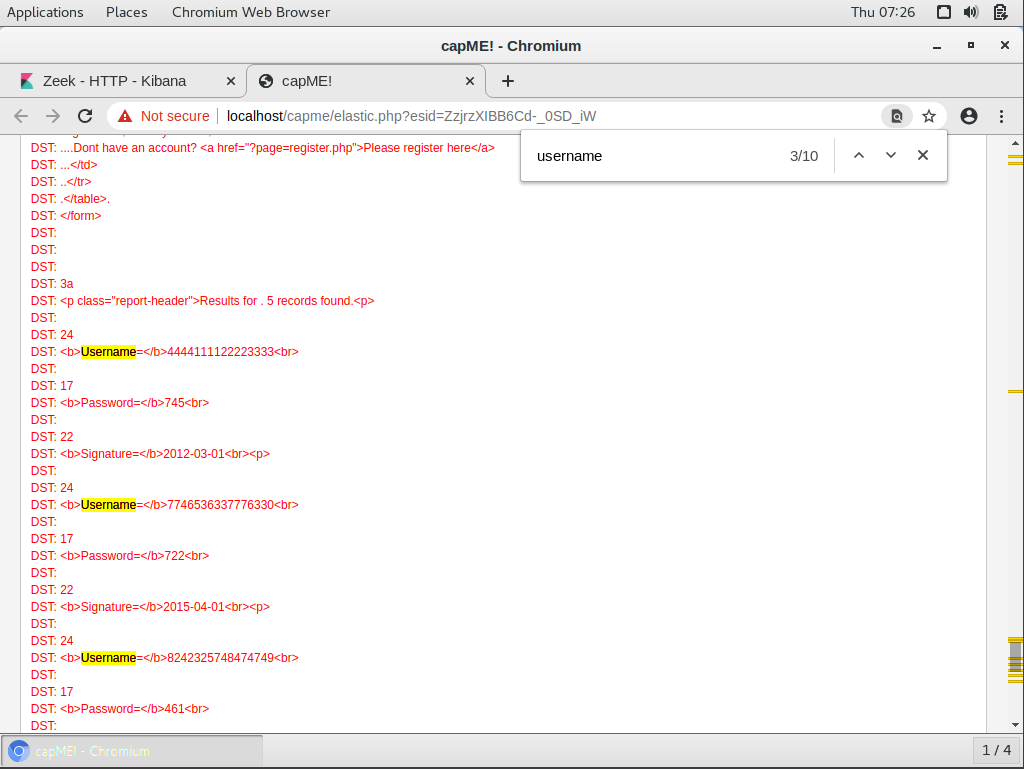 Applications Places Chromium Web Browser Thu 07:26
capME! - Chromium
Zeek - HTTP - Kibana capME!
Not secure localhost/capme/elastic.php?esid=ZzjrzXIBB6Cd-_0SD_iW
username 3/10
DST: ....Dont have an account? <a href="?page=register.php">Please register here</a>
DST: ...</td>
DST: ..</tr>
DST: .</table>.
DST: </form>
DST:
DST:
DST:
DST: 3a
DST: <p class="report-header">Results for . 5 records found.<p>
DST:
DST: 24
DST: <b>Username=</b>4444111122223333<br>
DST:
DST: 17
DST: <b>Password=</b>745<br>
DST:
DST: 22
DST: <b>Signature=</b>2012-03-01<br><p>
DST:
DST: 24
DST: <b>Username=</b>7746536337776330<br>
DST:
DST: 17
DST: <b>Password=</b>722<br>
DST:
DST: 22
DST: <b>Signature=</b>2015-04-01<br><p>
DST:
DST: 24
DST: <b>Username=</b>8242325748474749<br>
DST:
DST: 17
DST: <b>Password=</b>461<br>
DST:
capME! - Chromium 1 / 4